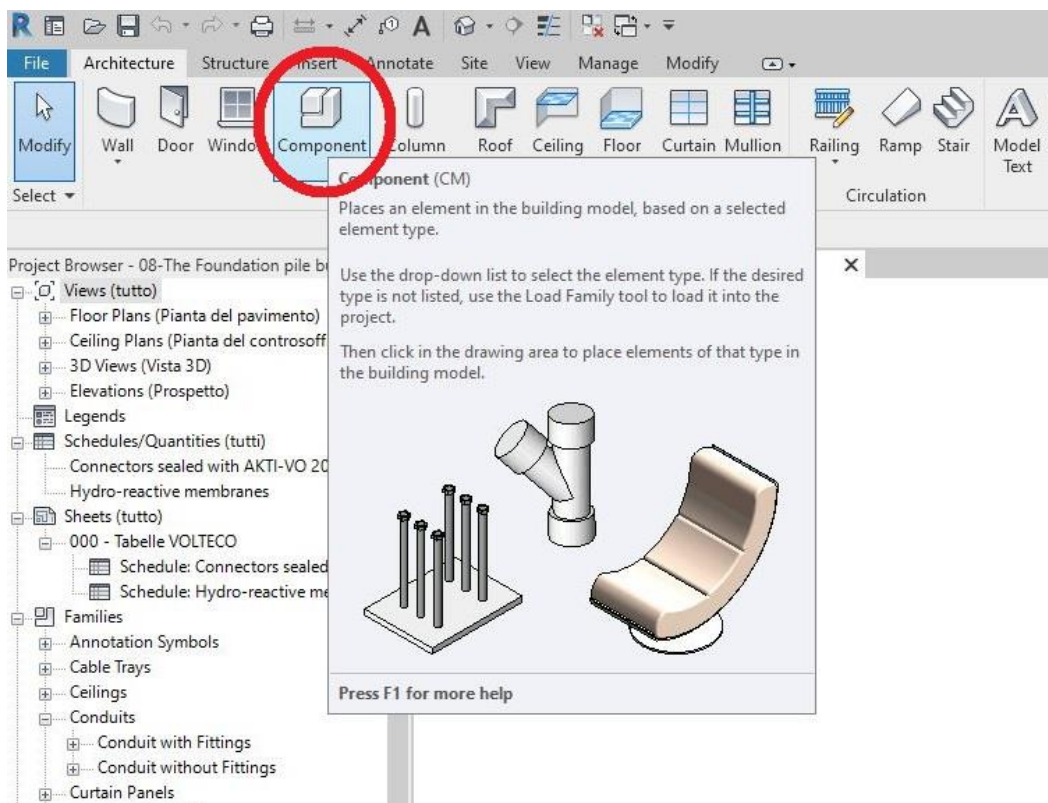 File Architecture Structure Insert Annotate Site View Manage Modify
Modify Wall Door Window Component Column Roof Ceiling Floor Curtain Mullion Railing Ramp Stair Model
Text
Select Circulation
Component (CM)
Places an element in the building model, based on a selected
element type.
Use the drop-down list to select the element type. If the desired
type is not listed, use the Load Family tool to load it into the
project.
Then click in the drawing area to place elements of that type in
the building model.
Press F1 for more help
Project Browser - 08-The Foundation pile
Views (tutto)
Floor Plans (Pianta del pavimento)
Ceiling Plans (Pianta del controsoff
3D Views (Vista 3D)
Elevations (Prospetto)
Legends
Schedules/Quantities (tutti)
Connectors sealed with AKTI-VO 20
Hydro-reactive membranes
Sheets (tutto)
000 - Tabelle VOLTECO
Schedule: Connectors sealed
Schedule: Hydro-reactive me
Families
Annotation Symbols
Cable Trays
Ceilings
Conduits
Conduit with Fittings
Conduit without Fittings
Curtain Panels